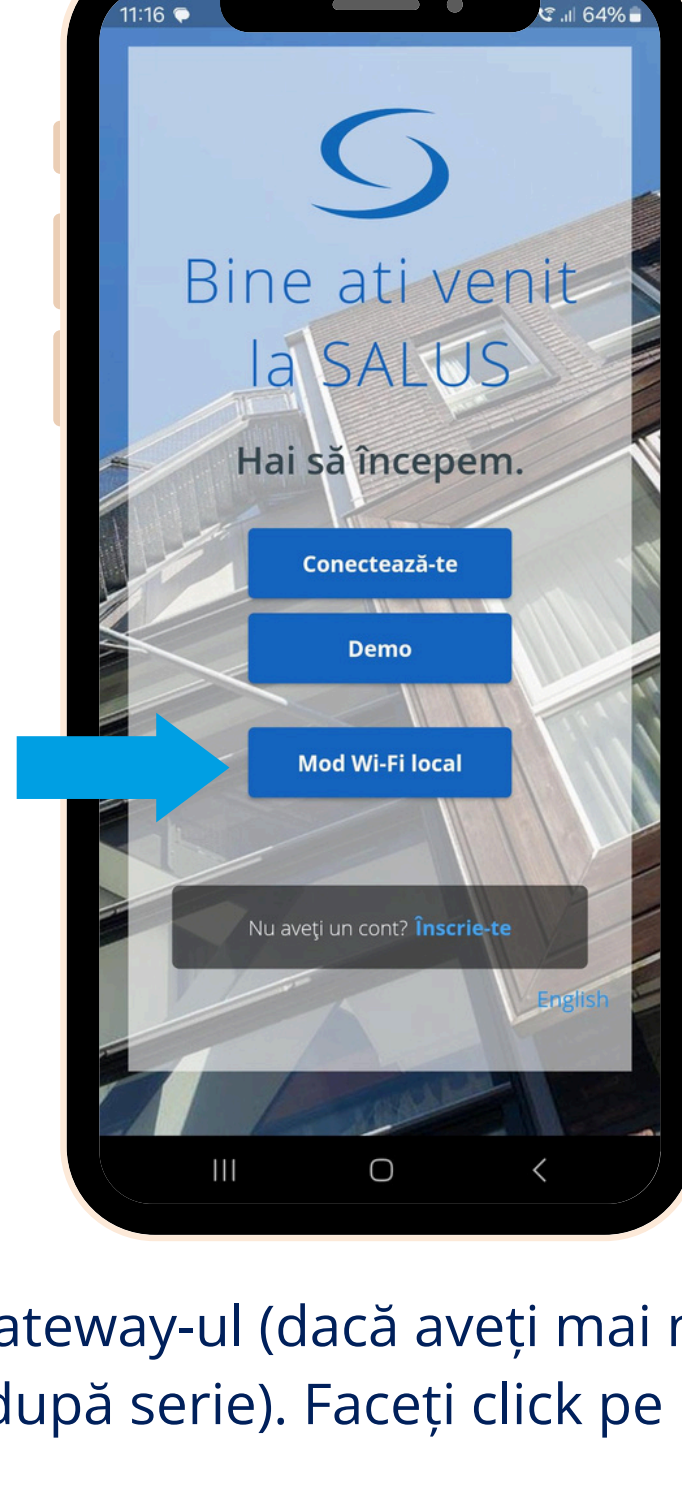 11:16
64%
Bine ati venit
la SALUS
Hai să începem.
Conectează-te
Demo
Mod Wi-Fi local
Nu aveți un cont? Înscrie-te
English
ateway-ul (dacă aveți mai
după serie). Faceți click pe